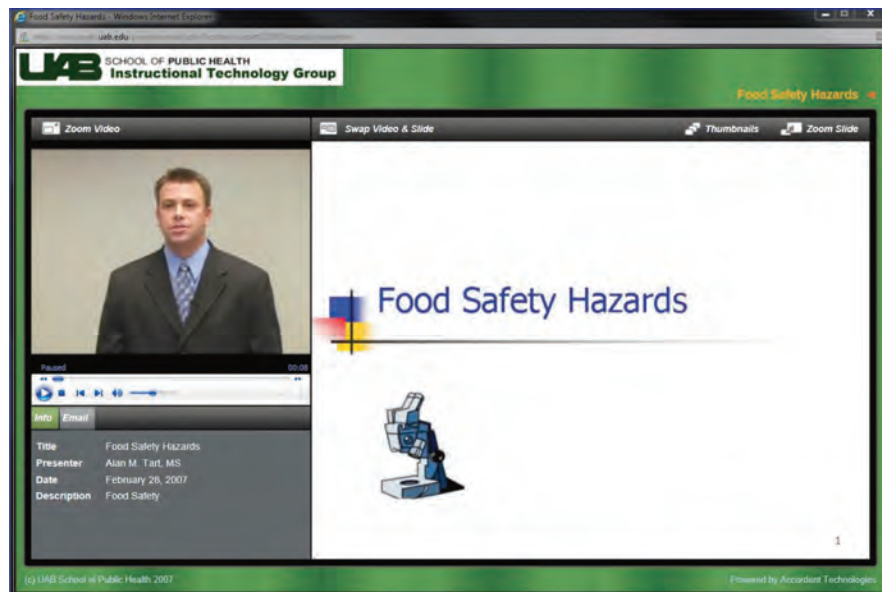 Food Safety Hazards - Windows Internet Explorer
uab.edu
UAB SCHOOL OF PUBLIC HEALTH
Instructional Technology Group
Food Safety Hazards
Zoom Video
Swap Video & Slide
Thumbnails
Zoom Slide
Food Safety Hazards
Paused 00:08
Info Email
Title Food Safety Hazards
Presenter Alan M. Tart, MS
Date February 28, 2007
Description Food Safety
1
(c) UAB School of Public Health 2007
Powered by Accordent Technologies